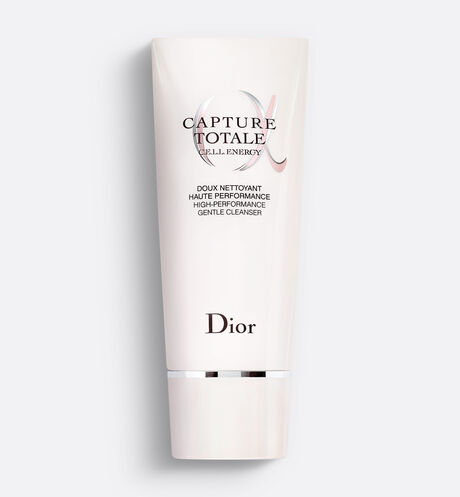 CAPTURE
TOTALE
C.E.L.L. ENERGY
DOUX NETTOYANT
HAUTE PERFORMANCE
HIGH-PERFORMANCE
GENTLE CLEANSER
Dior